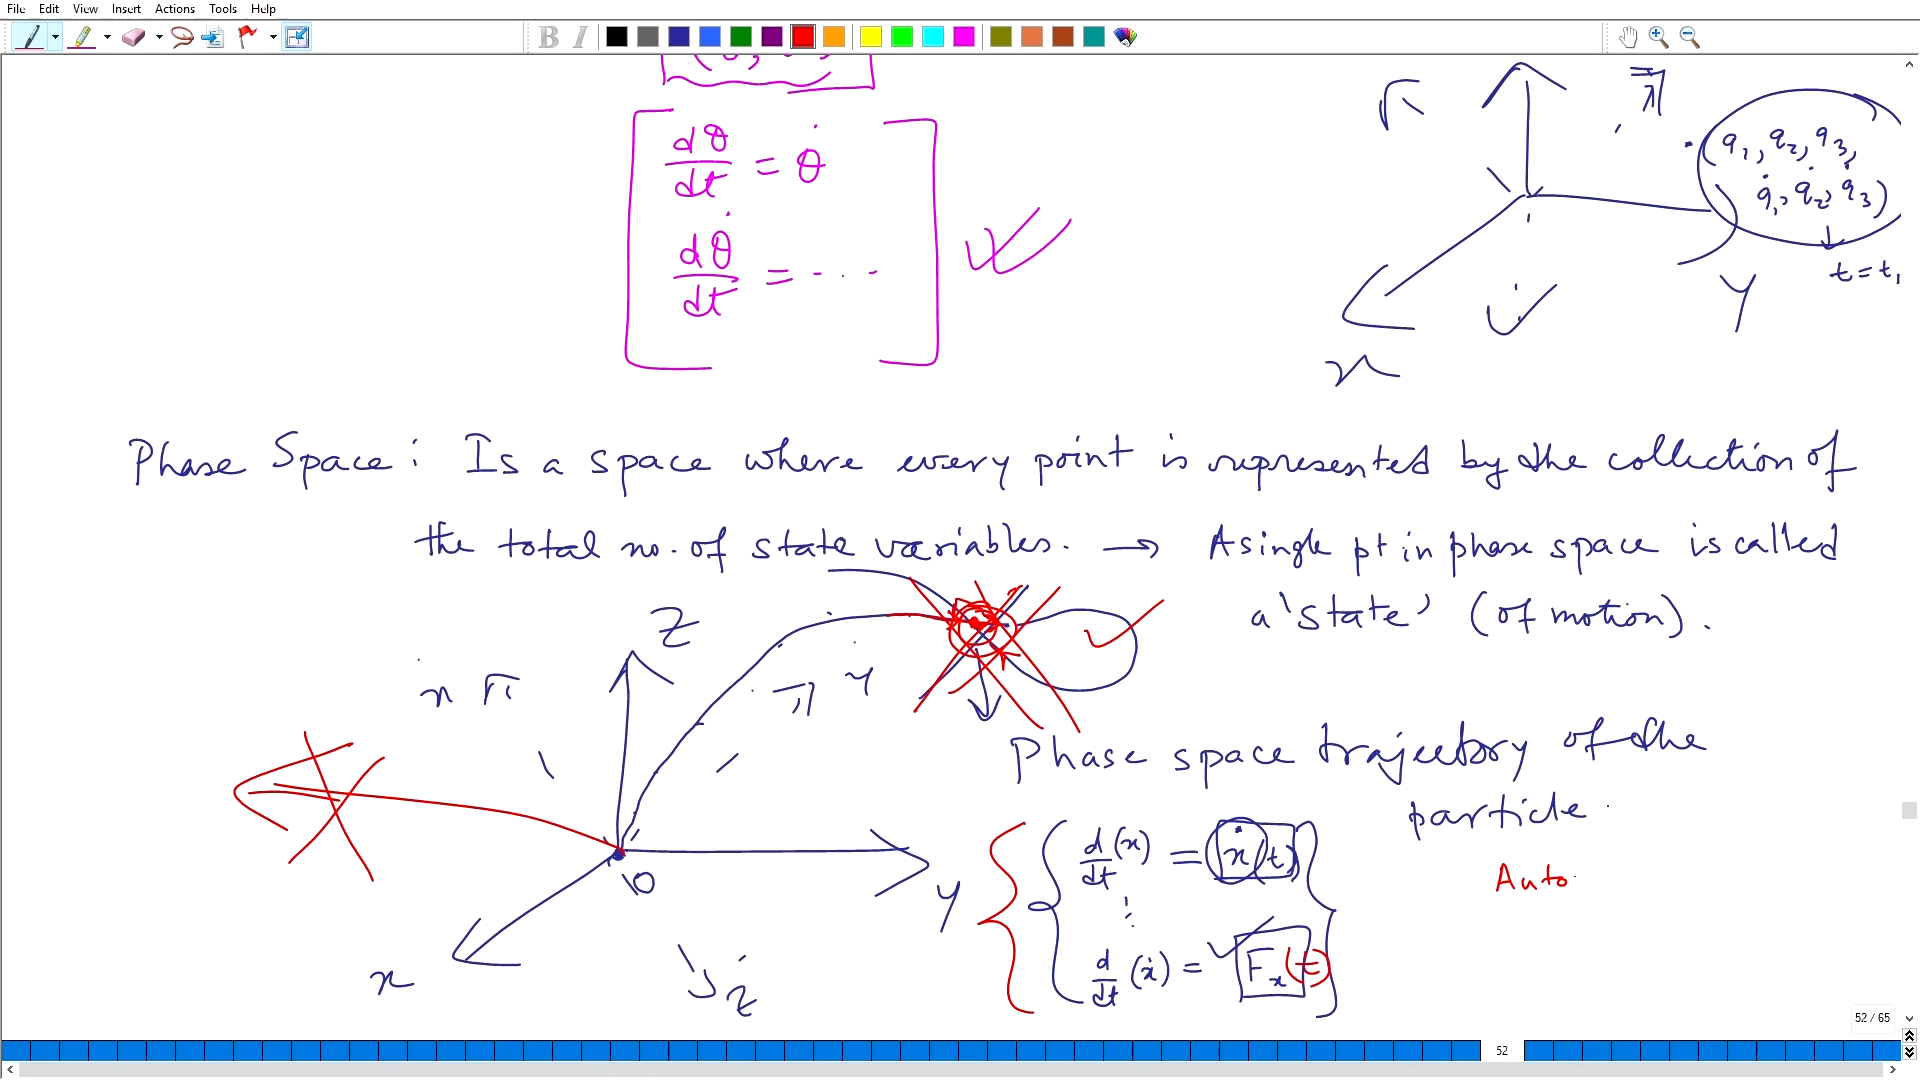 File Edit View Insert Actions Tools Help
B I
dθ/dt = θ̇
dθ̇/dt = ....
(q₁, q₂, q₃,
q̇₁, q̇₂, q̇₃)
t = t₁
y
x
Phase Space : Is a space where every point is represented by the collection of
the total no. of state variables. → A single pt in phase space is called
a 'state' (of motion).
z
Phase space trajectory of the
particle.
d/dt (x) = ẋ(t)
⋮
d/dt (ẋ) = Fₓ(t)
Auto
O
y
x
ż
52 / 65
52